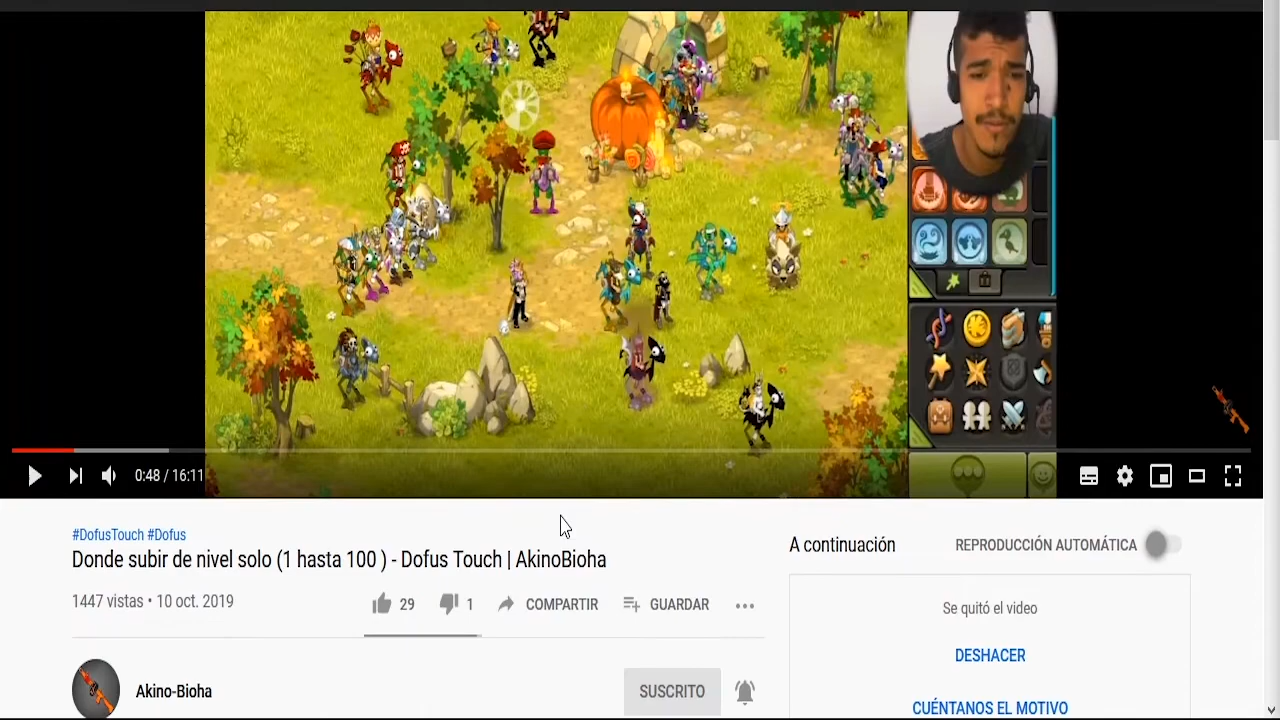 0:48 / 16:11
#DofusTouch #Dofus
Donde subir de nivel solo (1 hasta 100 ) - Dofus Touch | AkinoBioha
1447 vistas • 10 oct. 2019
29
1
COMPARTIR
GUARDAR
Akino-Bioha
SUSCRITO
A continuación
REPRODUCCIÓN AUTOMÁTICA
Se quitó el video
DESHACER
CUÉNTANOS EL MOTIVO